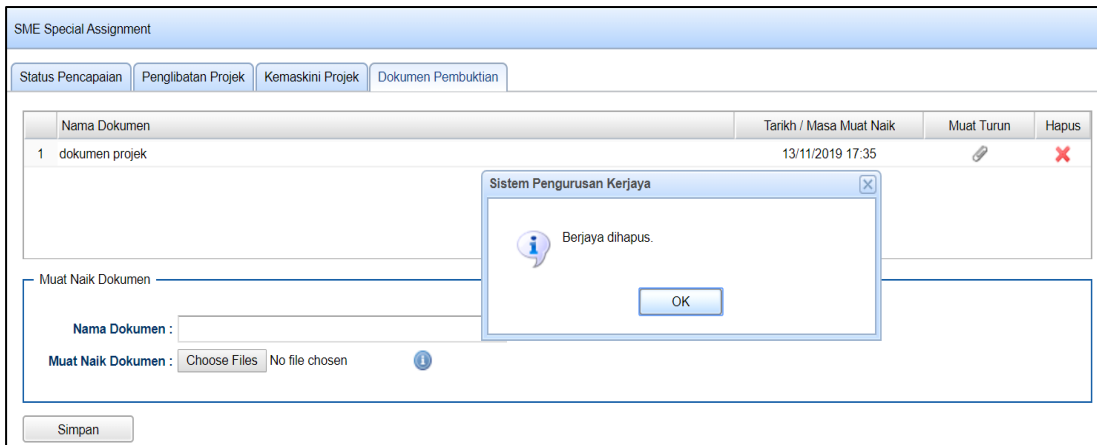 SME Special Assignment
Status Pencapaian Penglibatan Projek Kemaskini Projek Dokumen Pembuktian
Nama Dokumen Tarikh / Masa Muat Naik Muat Turun Hapus
1 dokumen projek 13/11/2019 17:35
Sistem Pengurusan Kerjaya
Berjaya dihapus.
OK
Muat Naik Dokumen
Nama Dokumen :
Muat Naik Dokumen : Choose Files No file chosen
Simpan